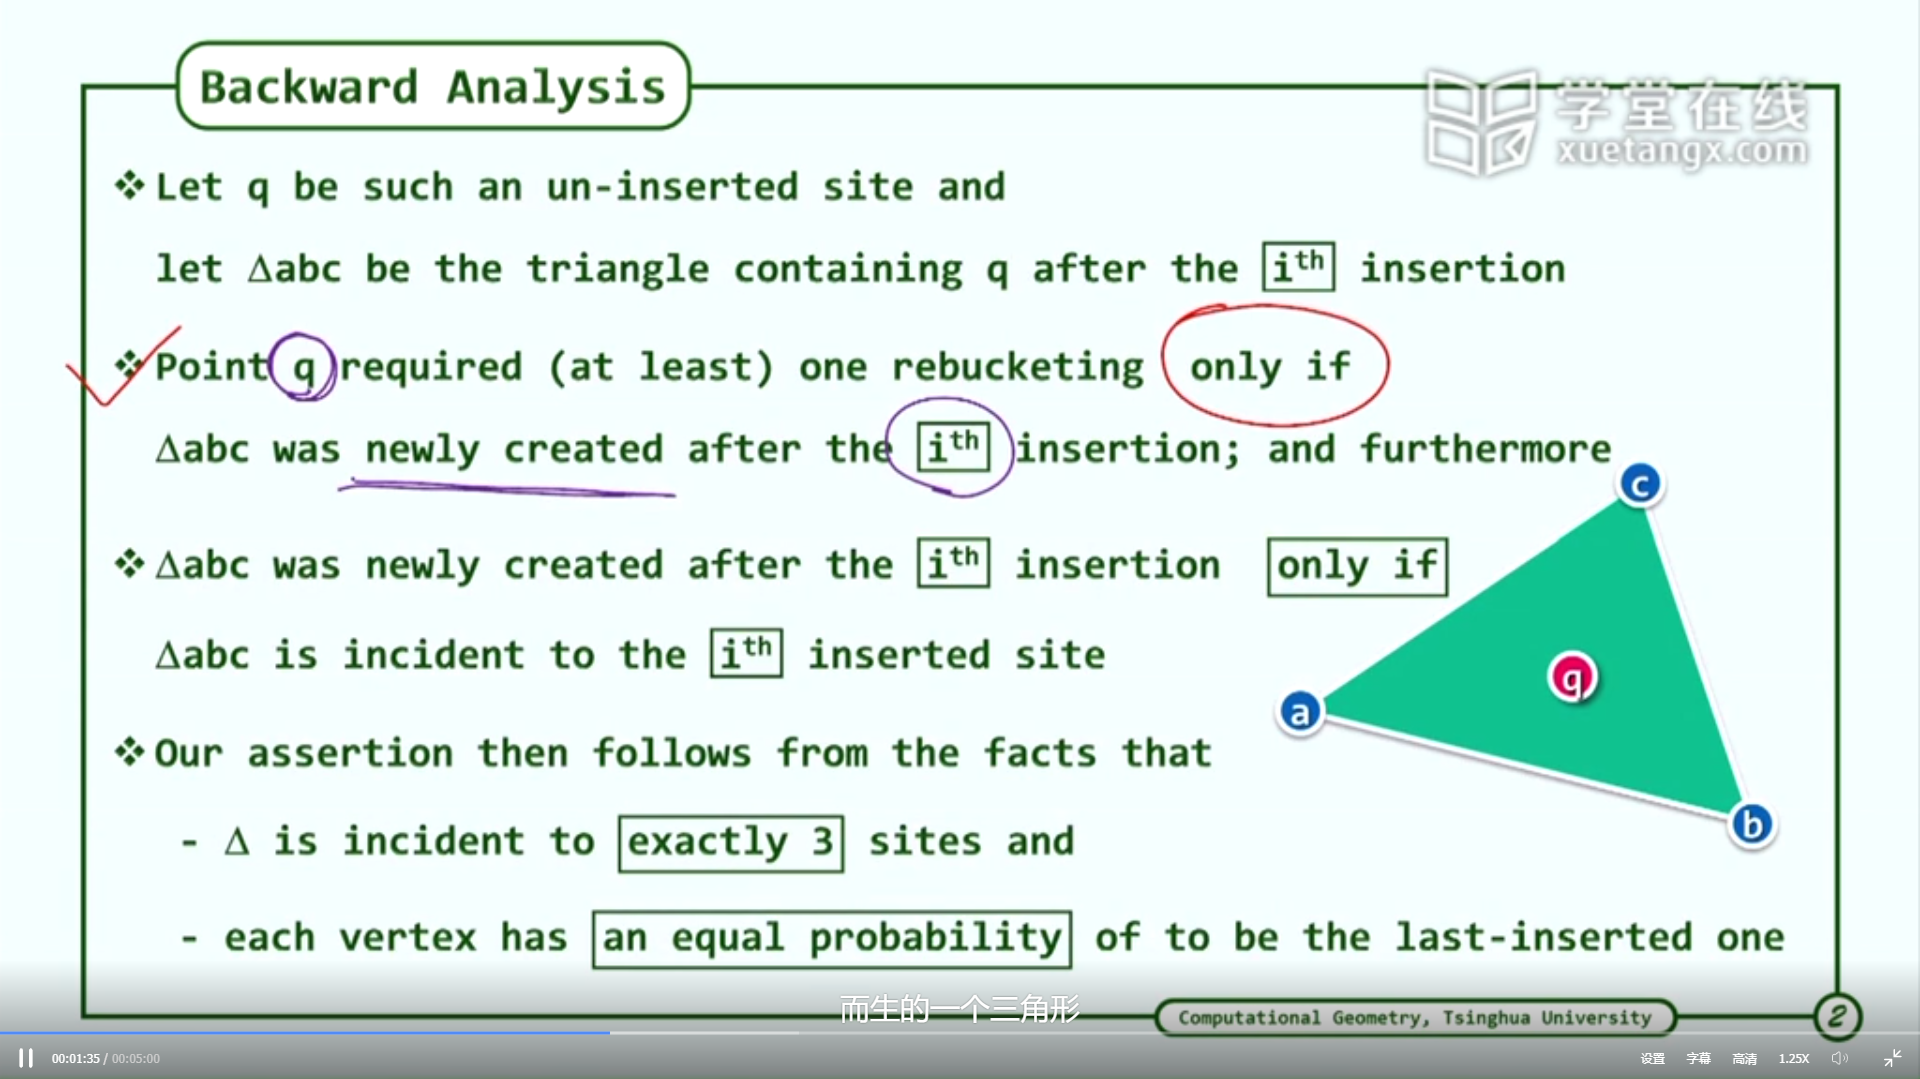 Backward Analysis
学堂在线
xuetangx.com
❖Let q be such an un-inserted site and
let Δabc be the triangle containing q after the iᵗʰ insertion
❖Point q required (at least) one rebucketing only if
Δabc was newly created after the iᵗʰ insertion; and furthermore
❖Δabc was newly created after the iᵗʰ insertion only if
Δabc is incident to the iᵗʰ inserted site
❖Our assertion then follows from the facts that
- Δ is incident to exactly 3 sites and
- each vertex has an equal probability of to be the last-inserted one
c
q
a
b
而生的一个三角形
Computational Geometry, Tsinghua University
2
00:01:35 / 00:05:00
设置 字幕 高清 1.25X